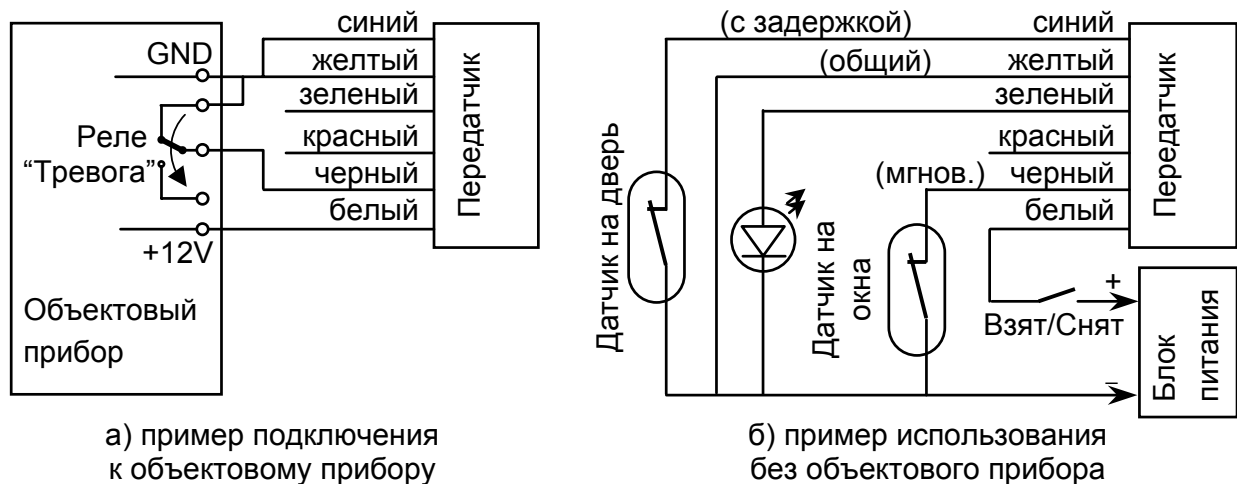 синий
GND
желтый
зеленый
Реле
“Тревога”
красный
черный
белый
+12V
Передатчик
Объектовый
прибор
а) пример подключения
к объектовому прибору
(с задержкой) синий
(общий) желтый
зеленый
красный
(мгнов.) черный
белый
Передатчик
Датчик на дверь
Датчик на
окна
Взят/Снят
+
–
Блок
питания
б) пример использования
без объектового прибора